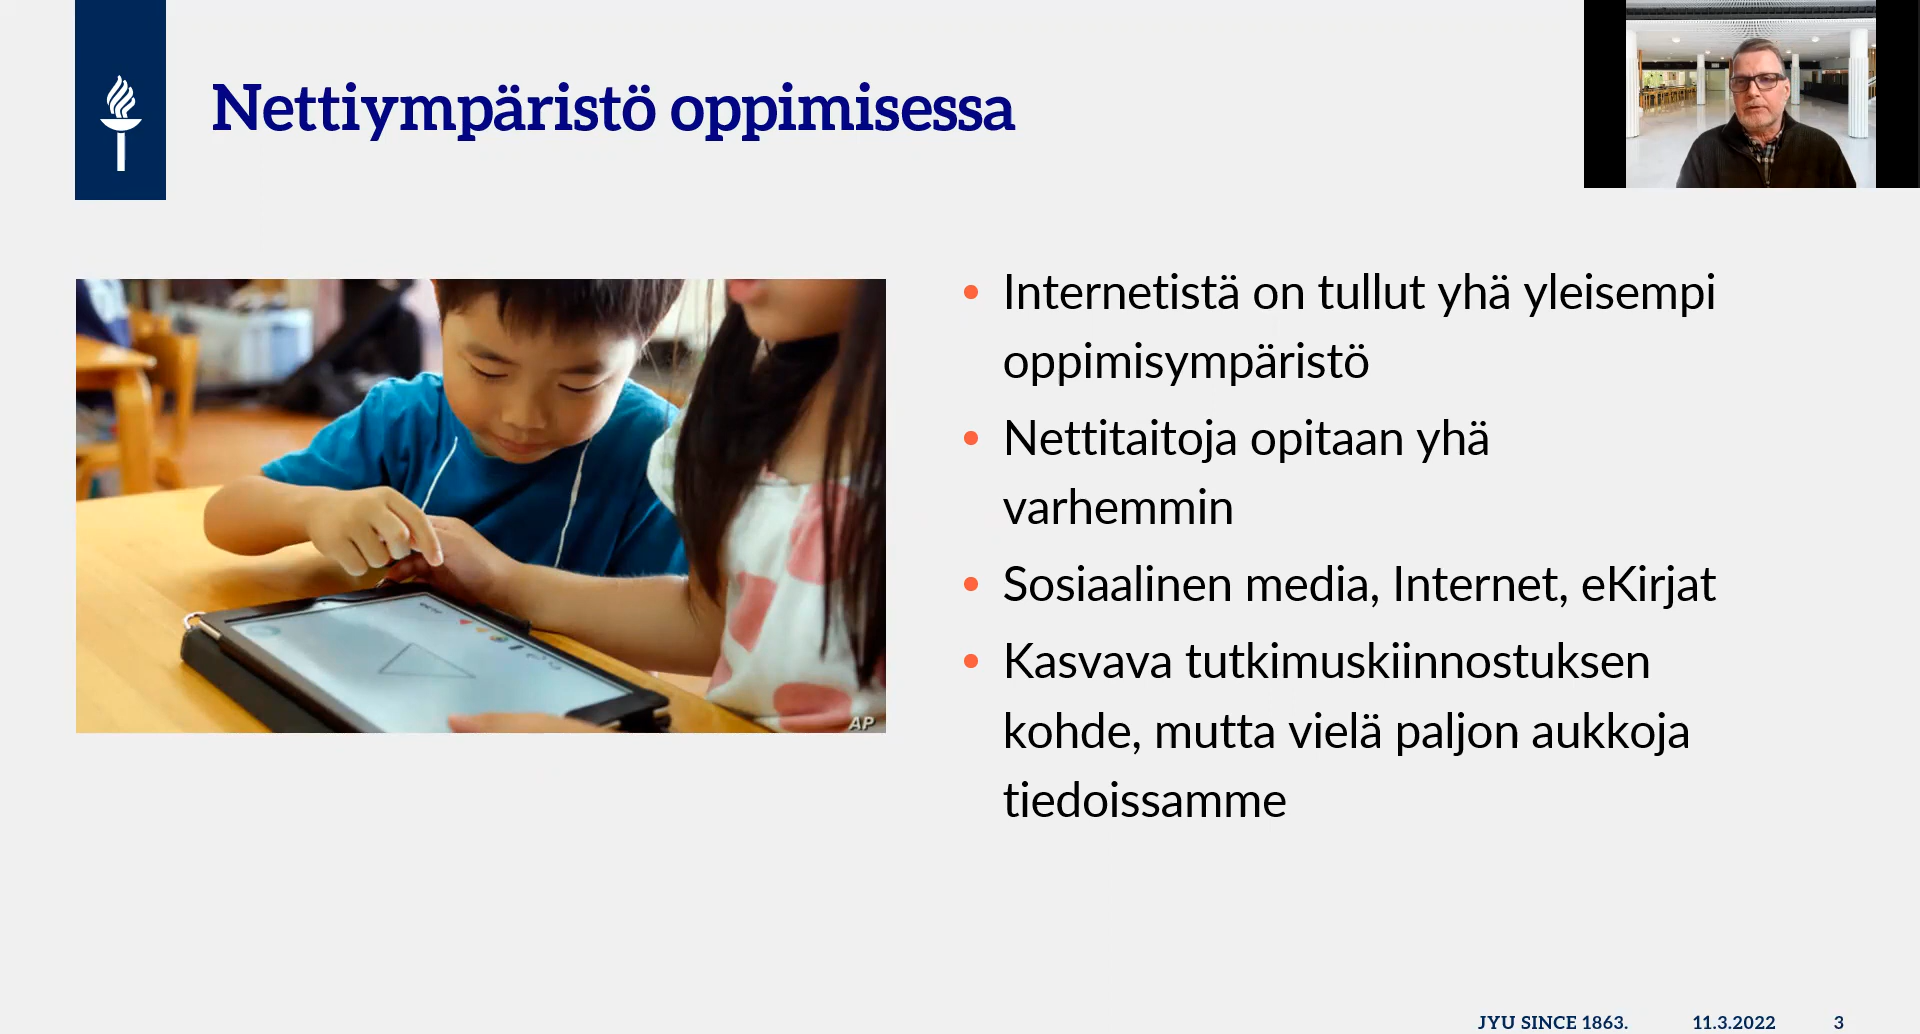 Nettiympäristö oppimisessa
Internetistä on tullut yhä yleisempi
oppimisympäristö
Nettitaitoja opitaan yhä
varhemmin
Sosiaalinen media, Internet, eKirjat
Kasvava tutkimuskiinnostuksen
kohde, mutta vielä paljon aukkoja
tiedoissamme
AP
JYU SINCE 1863. 11.3.2022 3